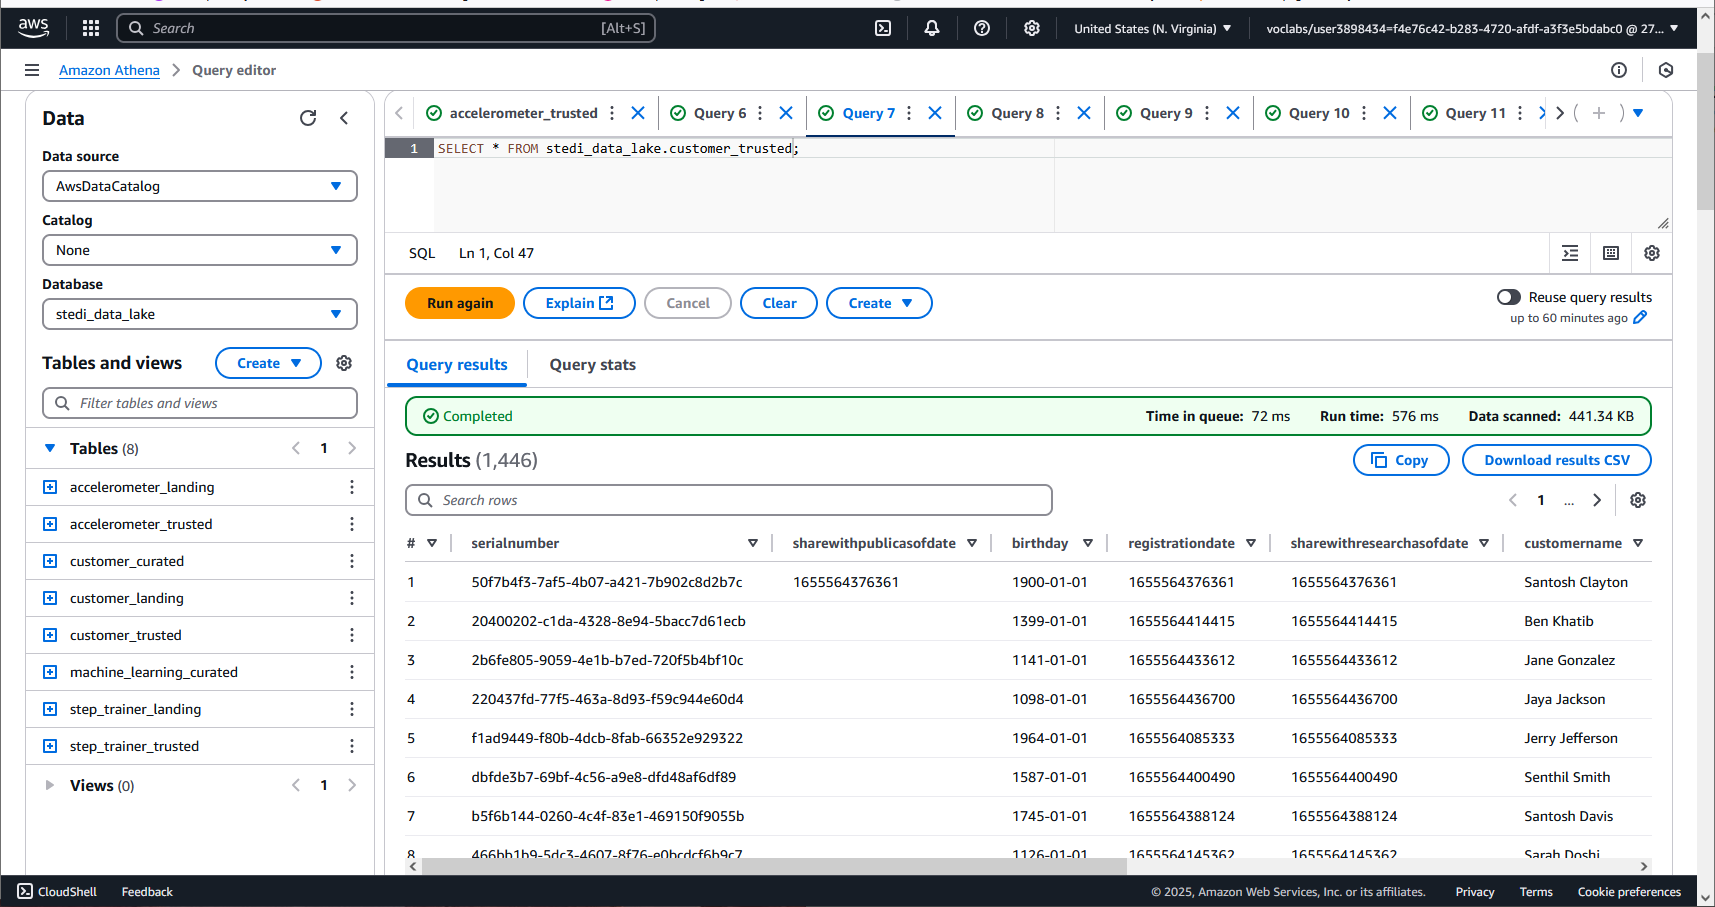 aws
Search
[Alt+S]
United States (N. Virginia)
voclabs/user3898434=f4e76c42-b283-4720-afdf-a3f3e5bdabc0 @ 27...
Amazon Athena
Query editor
Data
Data source
AwsDataCatalog
Catalog
None
Database
stedi_data_lake
Tables and views
Create
Filter tables and views
Tables (8)
1
accelerometer_landing
accelerometer_trusted
customer_curated
customer_landing
customer_trusted
machine_learning_curated
step_trainer_landing
step_trainer_trusted
Views (0)
1
accelerometer_trusted
Query 6
Query 7
Query 8
Query 9
Query 10
Query 11
1 SELECT * FROM stedi_data_lake.customer_trusted;
SQL Ln 1, Col 47
Run again
Explain
Cancel
Clear
Create
Reuse query results
up to 60 minutes ago
Query results
Query stats
Completed
Time in queue: 72 ms
Run time: 576 ms
Data scanned: 441.34 KB
Results (1,446)
Copy
Download results CSV
Search rows
1 ...
# serialnumber sharewithpublicasofdate birthday registrationdate sharewithresearchasofdate customername
1 50f7b4f3-7af5-4b07-a421-7b902c8d2b7c 1655564376361 1900-01-01 1655564376361 1655564376361 Santosh Clayton
2 20400202-c1da-4328-8e94-5bacc7d61ecb 1399-01-01 1655564414415 1655564414415 Ben Khatib
3 2b6fe805-9059-4e1b-b7ed-720f5b4bf10c 1141-01-01 1655564433612 1655564433612 Jane Gonzalez
4 220437fd-77f5-463a-8d93-f59c944e60d4 1098-01-01 1655564436700 1655564436700 Jaya Jackson
5 f1ad9449-f80b-4dcb-8fab-66352e929322 1964-01-01 1655564085333 1655564085333 Jerry Jefferson
6 dbfde3b7-69bf-4c56-a9e8-dfd48af6df89 1587-01-01 1655564400490 1655564400490 Senthil Smith
7 b5f6b144-0260-4c4f-83e1-469150f9055b 1745-01-01 1655564388124 1655564388124 Santosh Davis
8 466bb1b9-5dc3-4607-8f76-e0bcdcf6b9c7 1126-01-01 1655564145362 1655564145362 Sarah Doshi
CloudShell
Feedback
© 2025, Amazon Web Services, Inc. or its affiliates.
Privacy
Terms
Cookie preferences